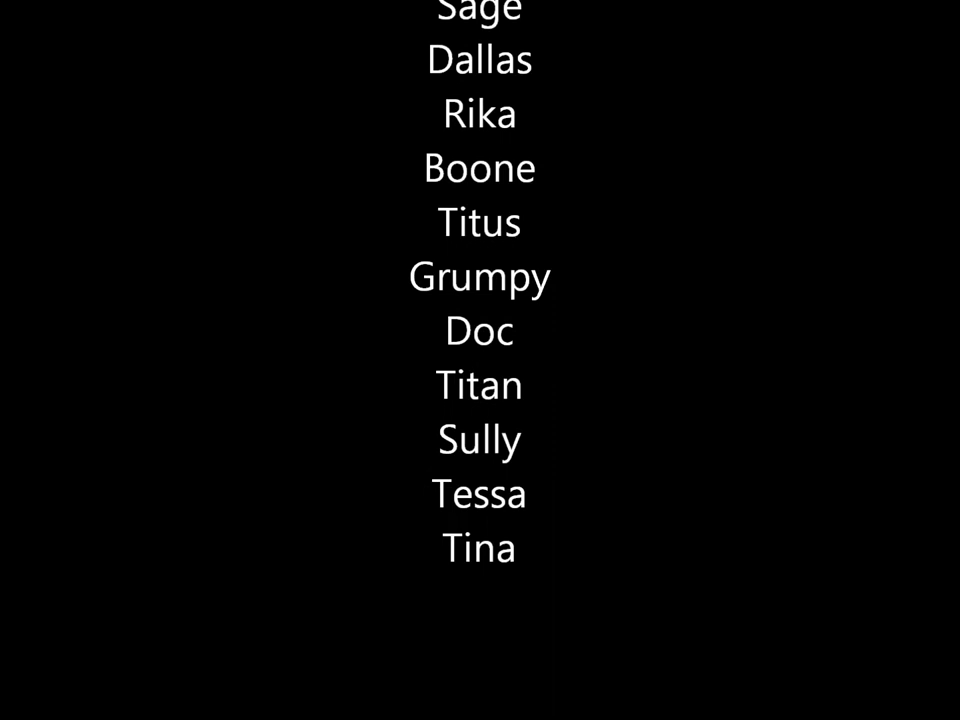 Sage
Dallas
Rika
Boone
Titus
Grumpy
Doc
Titan
Sully
Tessa
Tina